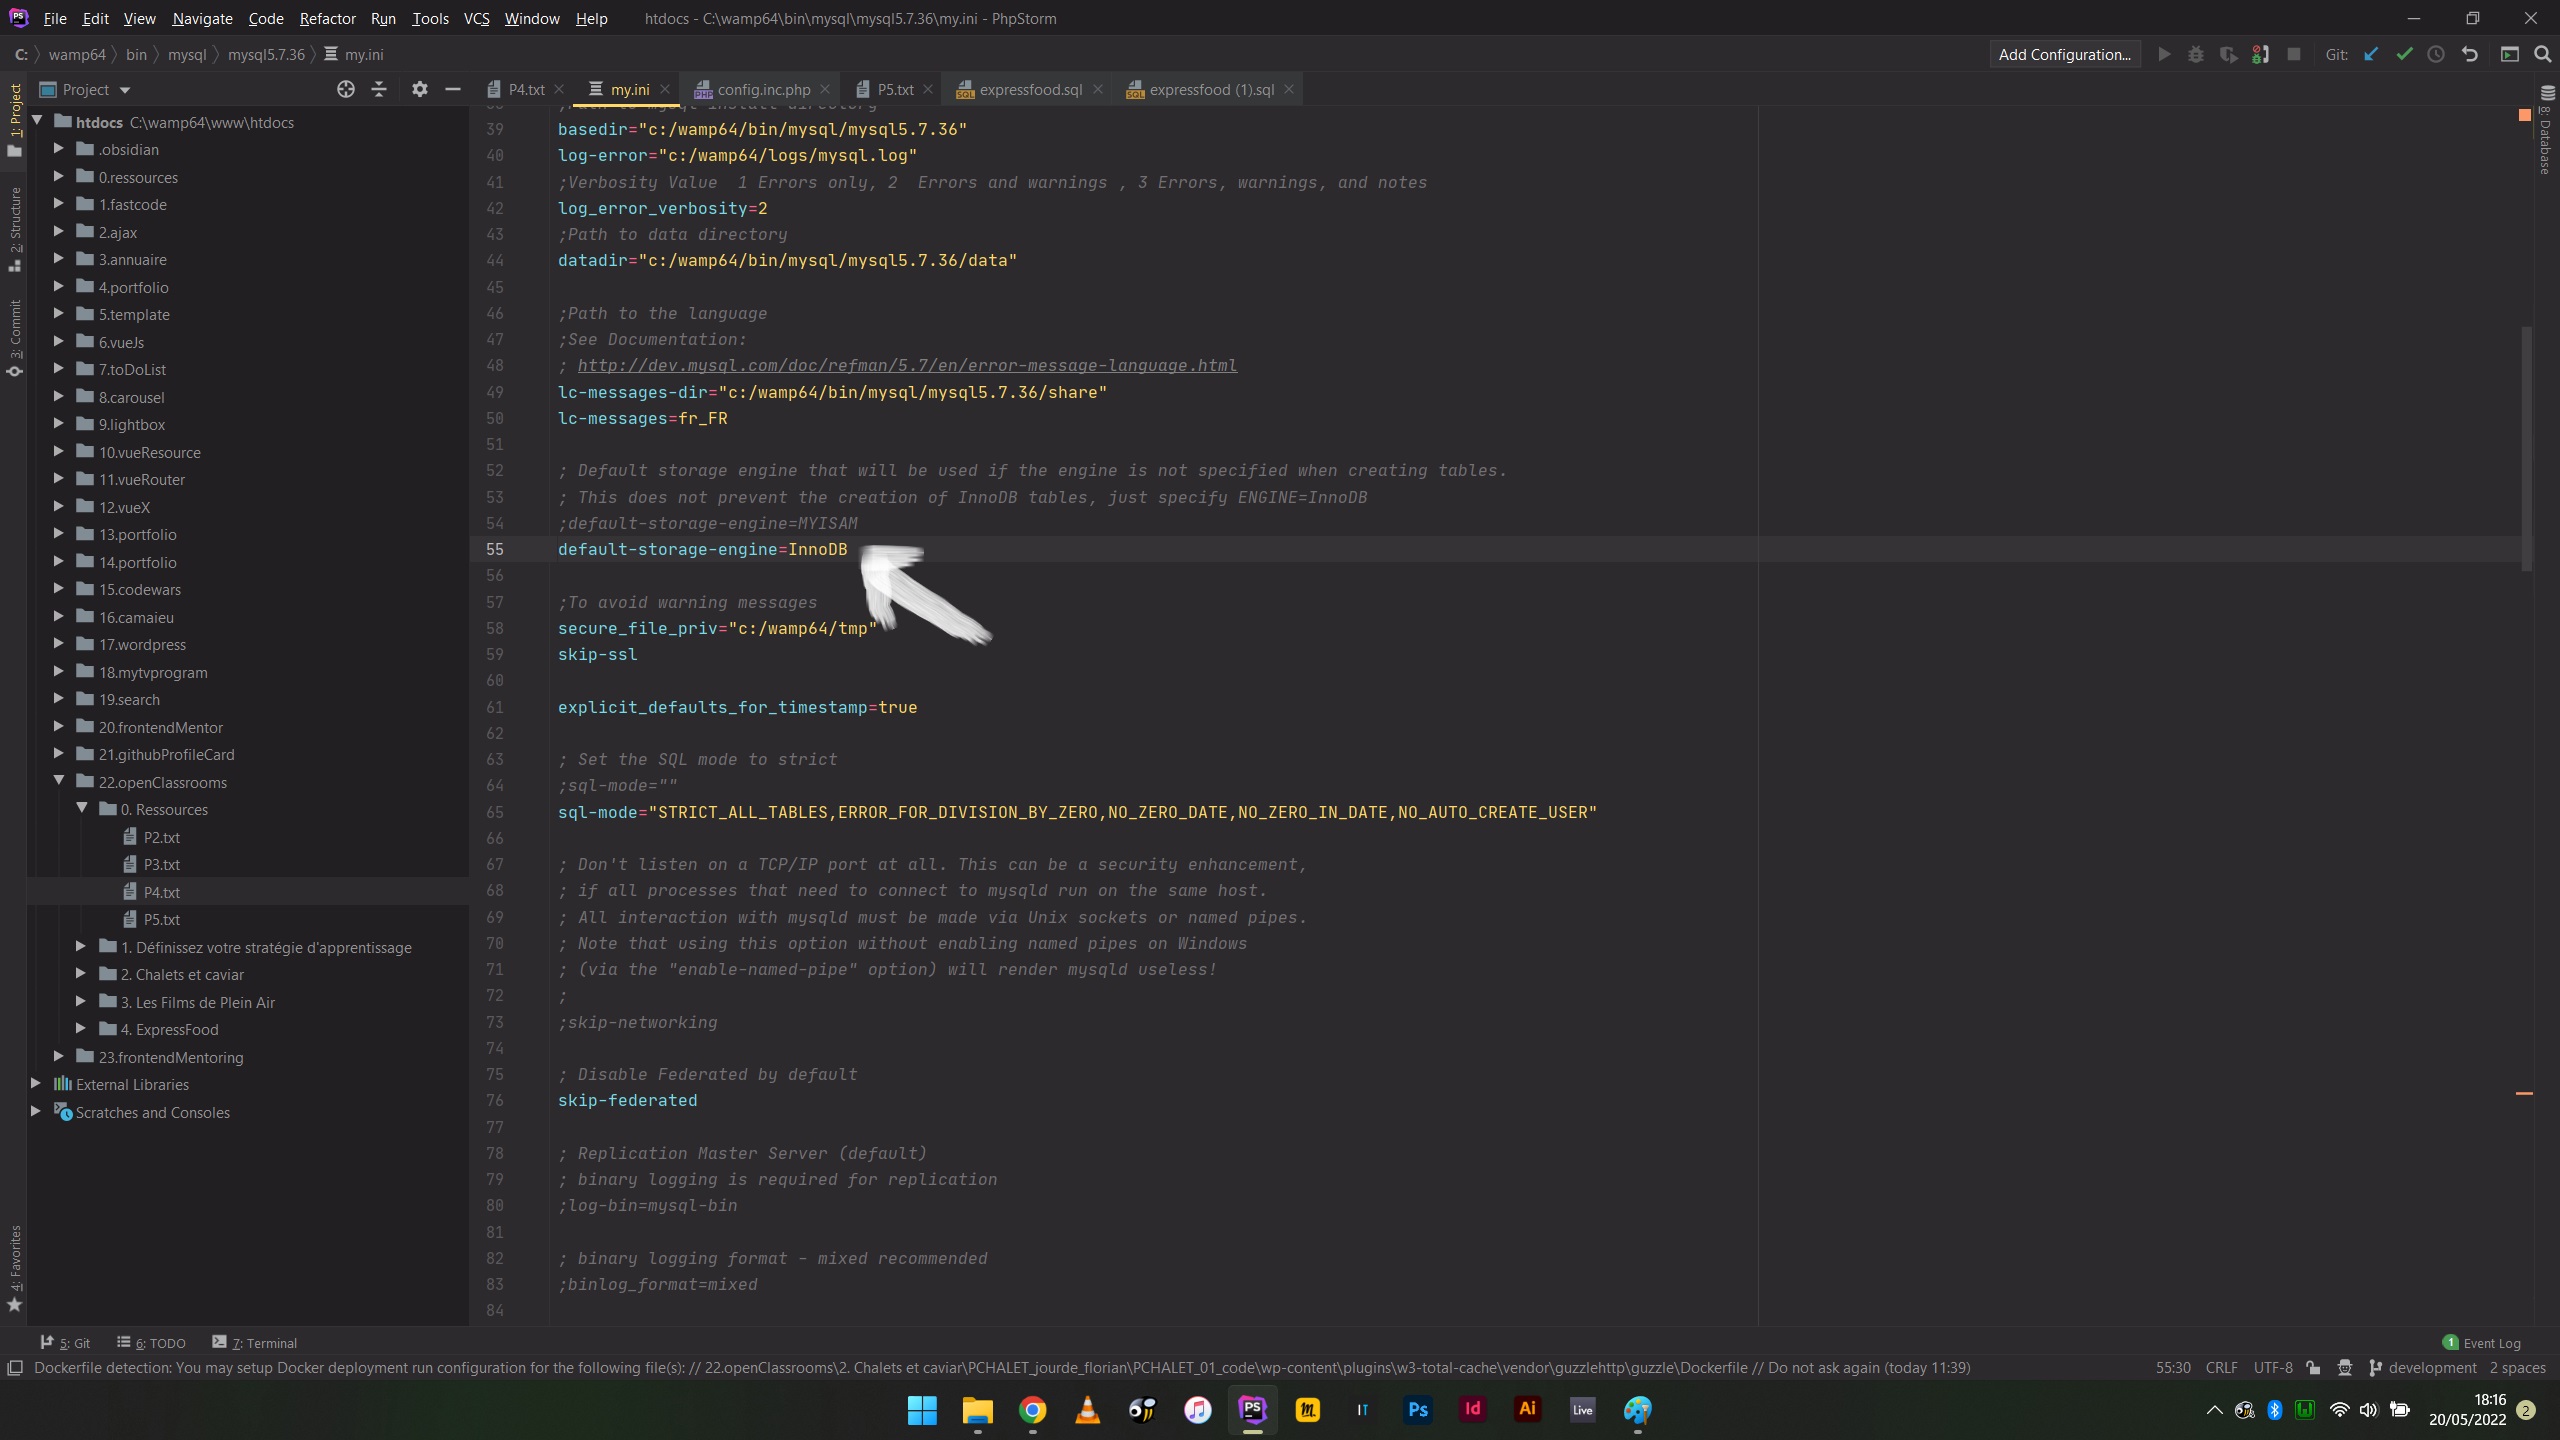 File Edit View Navigate Code Refactor Run Tools VCS Window Help htdocs - C:\wamp64\bin\mysql\mysql5.7.36\my.ini - PhpStorm
C: wamp64 bin mysql mysql5.7.36 my.ini Add Configuration... Git:
Project P4.txt my.ini config.inc.php P5.txt expressfood.sql expressfood (1).sql
1: Project
2: Structure
3: Commit
4: Favorites
8: Database
htdocs C:\wamp64\www\htdocs
.obsidian
0.ressources
1.fastcode
2.ajax
3.annuaire
4.portfolio
5.template
6.vueJs
7.toDoList
8.carousel
9.lightbox
10.vueResource
11.vueRouter
12.vueX
13.portfolio
14.portfolio
15.codewars
16.camaieu
17.wordpress
18.mytvprogram
19.search
20.frontendMentor
21.githubProfileCard
22.openClassrooms
0. Ressources
P2.txt
P3.txt
P4.txt
P5.txt
1. Définissez votre stratégie d'apprentissage
2. Chalets et caviar
3. Les Films de Plein Air
4. ExpressFood
23.frontendMentoring
External Libraries
Scratches and Consoles
;Path to mysql install directory
39 basedir="c:/wamp64/bin/mysql/mysql5.7.36"
40 log-error="c:/wamp64/logs/mysql.log"
41 ;Verbosity Value  1 Errors only, 2  Errors and warnings , 3 Errors, warnings, and notes
42 log_error_verbosity=2
43 ;Path to data directory
44 datadir="c:/wamp64/bin/mysql/mysql5.7.36/data"
45
46 ;Path to the language
47 ;See Documentation:
48 ; http://dev.mysql.com/doc/refman/5.7/en/error-message-language.html
49 lc-messages-dir="c:/wamp64/bin/mysql/mysql5.7.36/share"
50 lc-messages=fr_FR
51
52 ; Default storage engine that will be used if the engine is not specified when creating tables.
53 ; This does not prevent the creation of InnoDB tables, just specify ENGINE=InnoDB
54 ;default-storage-engine=MYISAM
55 default-storage-engine=InnoDB
56
57 ;To avoid warning messages
58 secure_file_priv="c:/wamp64/tmp"
59 skip-ssl
60
61 explicit_defaults_for_timestamp=true
62
63 ; Set the SQL mode to strict
64 ;sql-mode=""
65 sql-mode="STRICT_ALL_TABLES,ERROR_FOR_DIVISION_BY_ZERO,NO_ZERO_DATE,NO_ZERO_IN_DATE,NO_AUTO_CREATE_USER"
66
67 ; Don't listen on a TCP/IP port at all. This can be a security enhancement,
68 ; if all processes that need to connect to mysqld run on the same host.
69 ; All interaction with mysqld must be made via Unix sockets or named pipes.
70 ; Note that using this option without enabling named pipes on Windows
71 ; (via the "enable-named-pipe" option) will render mysqld useless!
72 ;
73 ;skip-networking
74
75 ; Disable Federated by default
76 skip-federated
77
78 ; Replication Master Server (default)
79 ; binary logging is required for replication
80 ;log-bin=mysql-bin
81
82 ; binary logging format - mixed recommended
83 ;binlog_format=mixed
84
5: Git 6: TODO 7: Terminal 1 Event Log
Dockerfile detection: You may setup Docker deployment run configuration for the following file(s): // 22.openClassrooms\2. Chalets et caviar\PCHALET_jourde_florian\PCHALET_01_code\wp-content\plugins\w3-total-cache\vendor\guzzlehttp\guzzle\Dockerfile // Do not ask again (today 11:39) 55:30 CRLF UTF-8 development 2 spaces
PS m. IT Ps Id Ai Live 18:16
20/05/2022 2